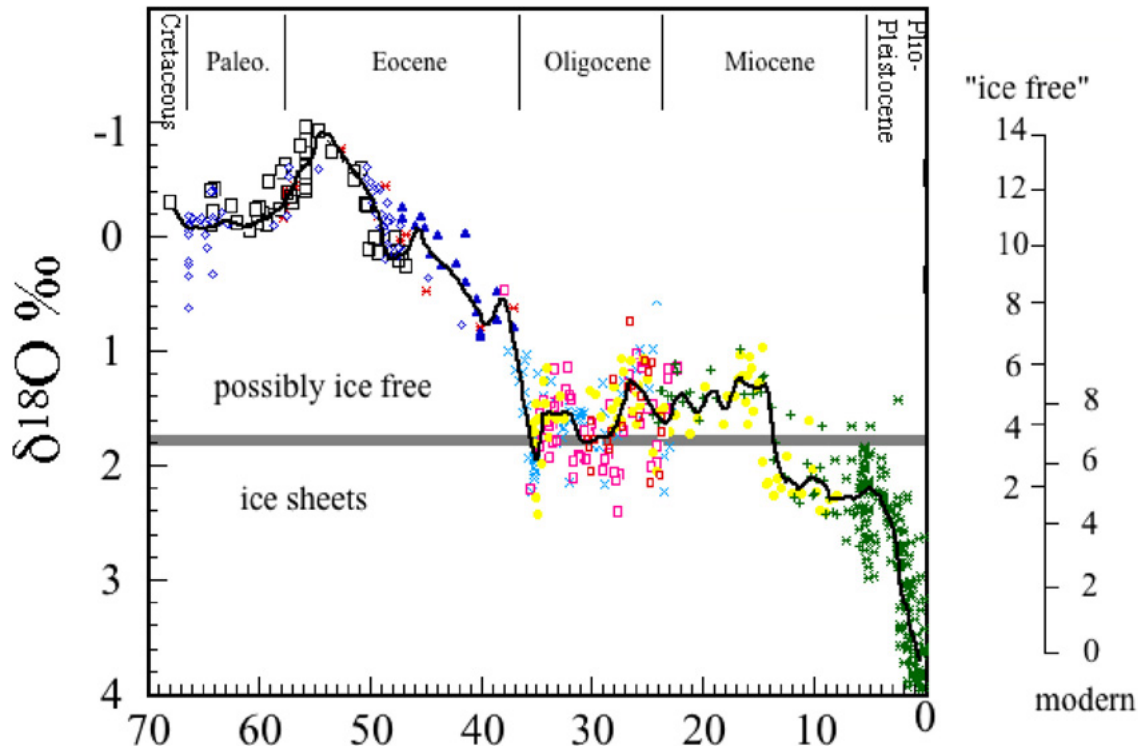 Cretaceous
Paleo.
Eocene
Oligocene
Miocene
Plio-
Pleistocene
"ice free"
δ18O ‰
-1
0
1
2
3
4
possibly ice free
ice sheets
14
12
10
8
6
4
2
8
6
4
2
0
modern
70
60
50
40
30
20
10
0